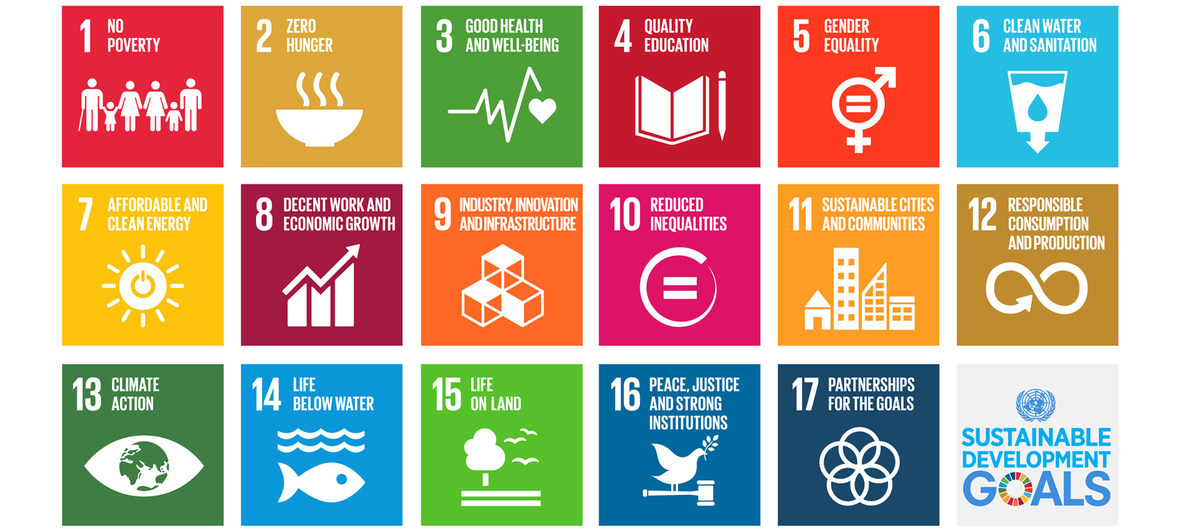 1 NO
POVERTY
2 ZERO
HUNGER
3 GOOD HEALTH
AND WELL-BEING
4 QUALITY
EDUCATION
5 GENDER
EQUALITY
6 CLEAN WATER
AND SANITATION
7 AFFORDABLE AND
CLEAN ENERGY
8 DECENT WORK AND
ECONOMIC GROWTH
9 INDUSTRY, INNOVATION
AND INFRASTRUCTURE
10 REDUCED
INEQUALITIES
11 SUSTAINABLE CITIES
AND COMMUNITIES
12 RESPONSIBLE
CONSUMPTION
AND PRODUCTION
13 CLIMATE
ACTION
14 LIFE
BELOW WATER
15 LIFE
ON LAND
16 PEACE, JUSTICE
AND STRONG
INSTITUTIONS
17 PARTNERSHIPS
FOR THE GOALS
SUSTAINABLE
DEVELOPMENT
GOALS